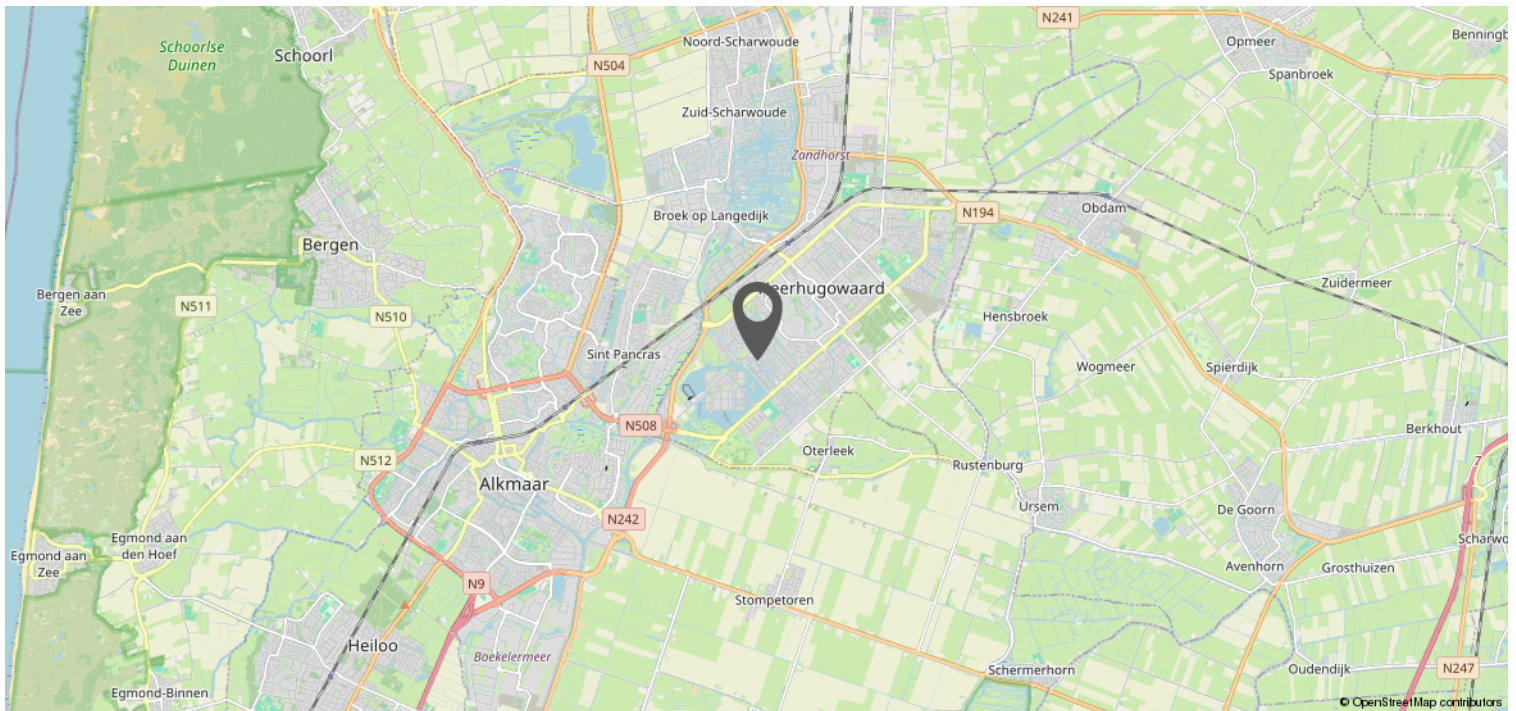 N241
Noord-Scharwoude
Opmeer
Schoorlse
Duinen
Schoorl
N504
Spanbroek
Zuid-Scharwoude
Zandhorst
Broek op Langedijk
N194
Obdam
Bergen
Zuidermeer
Bergen aan
Zee
N511
N510
Hensbroek
Sint Pancras
Wogmeer
Spierdijk
N508
Berkhout
Oterleek
N512
Rustenburg
7
Alkmaar
Ursem
De Goorn
N242
Egmond aan
den Hoef
Egmond aan
Zee
Avenhorn
Grosthuizen
N9
Stompetoren
Heiloo
Boekelermeer
Schermerhorn
Oudendijk
N247
Egmond-Binnen
© OpenStreetMap contributors